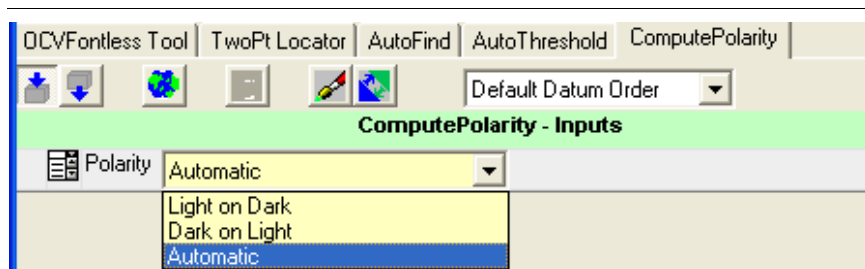 OCVFontless Tool TwoPt Locator AutoFind AutoThreshold ComputePolarity
Default Datum Order
ComputePolarity - Inputs
Polarity Automatic
Light on Dark
Dark on Light
Automatic